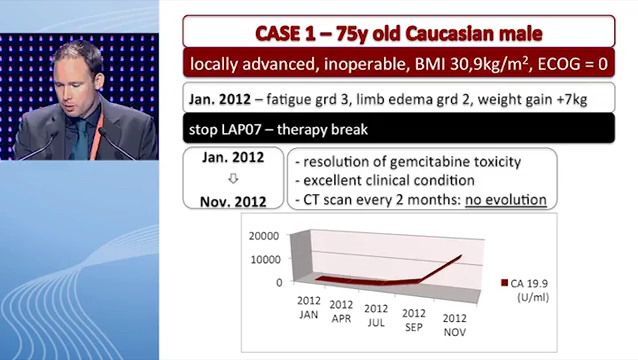 CASE 1 – 75y old Caucasian male
locally advanced, inoperable, BMI 30,9kg/m², ECOG = 0
Jan. 2012 – fatigue grd 3, limb edema grd 2, weight gain +7kg
stop LAP07 – therapy break
Jan. 2012
Nov. 2012
- resolution of gemcitabine toxicity
- excellent clinical condition
- CT scan every 2 months: no evolution
20000
10000
0
2012 JAN
2012 APR
2012 JUL
2012 SEP
2012 NOV
CA 19.9
(U/ml)